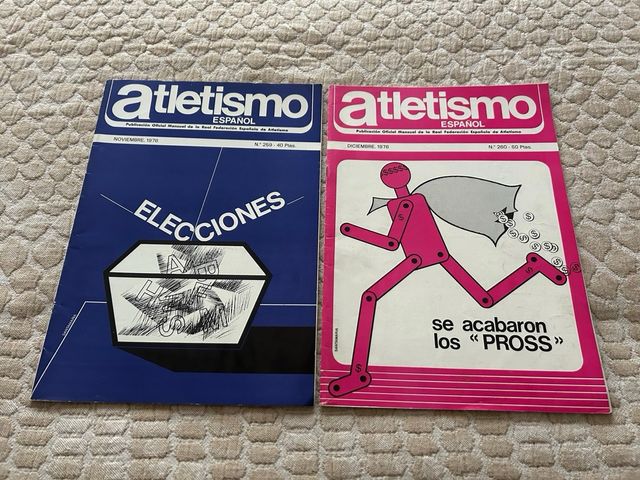 atletismo
ESPAÑOL
Publicación Oficial Mensual de la Real Federación Española de Atletismo
NOVIEMBRE, 1976
N.º 259 - 40 Ptas.
ELECCIONES
atletismo
ESPAÑOL
Publicación Oficial Mensual de la Real Federación Española de Atletismo
DICIEMBRE, 1976
N.º 260 - 50 Ptas.
$$$$
$
se acabaron
los “PROSS”